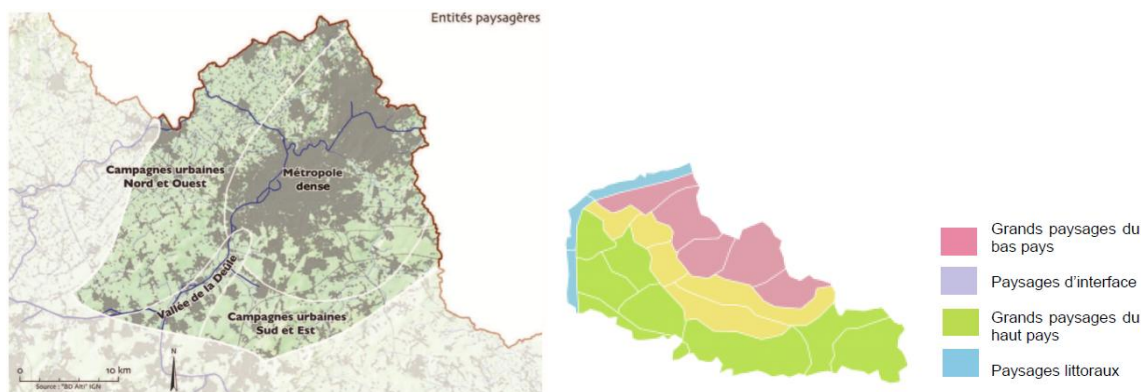 Entités paysagères
Campagnes urbaines
Nord et Ouest
Métropole
dense
Vallée de la Deûle
Campagnes urbaines
Sud et Est
N
0
10 km
Source : "BD Alti" IGN
Grands paysages du
bas pays
Paysages d'interface
Grands paysages du
haut pays
Paysages littoraux